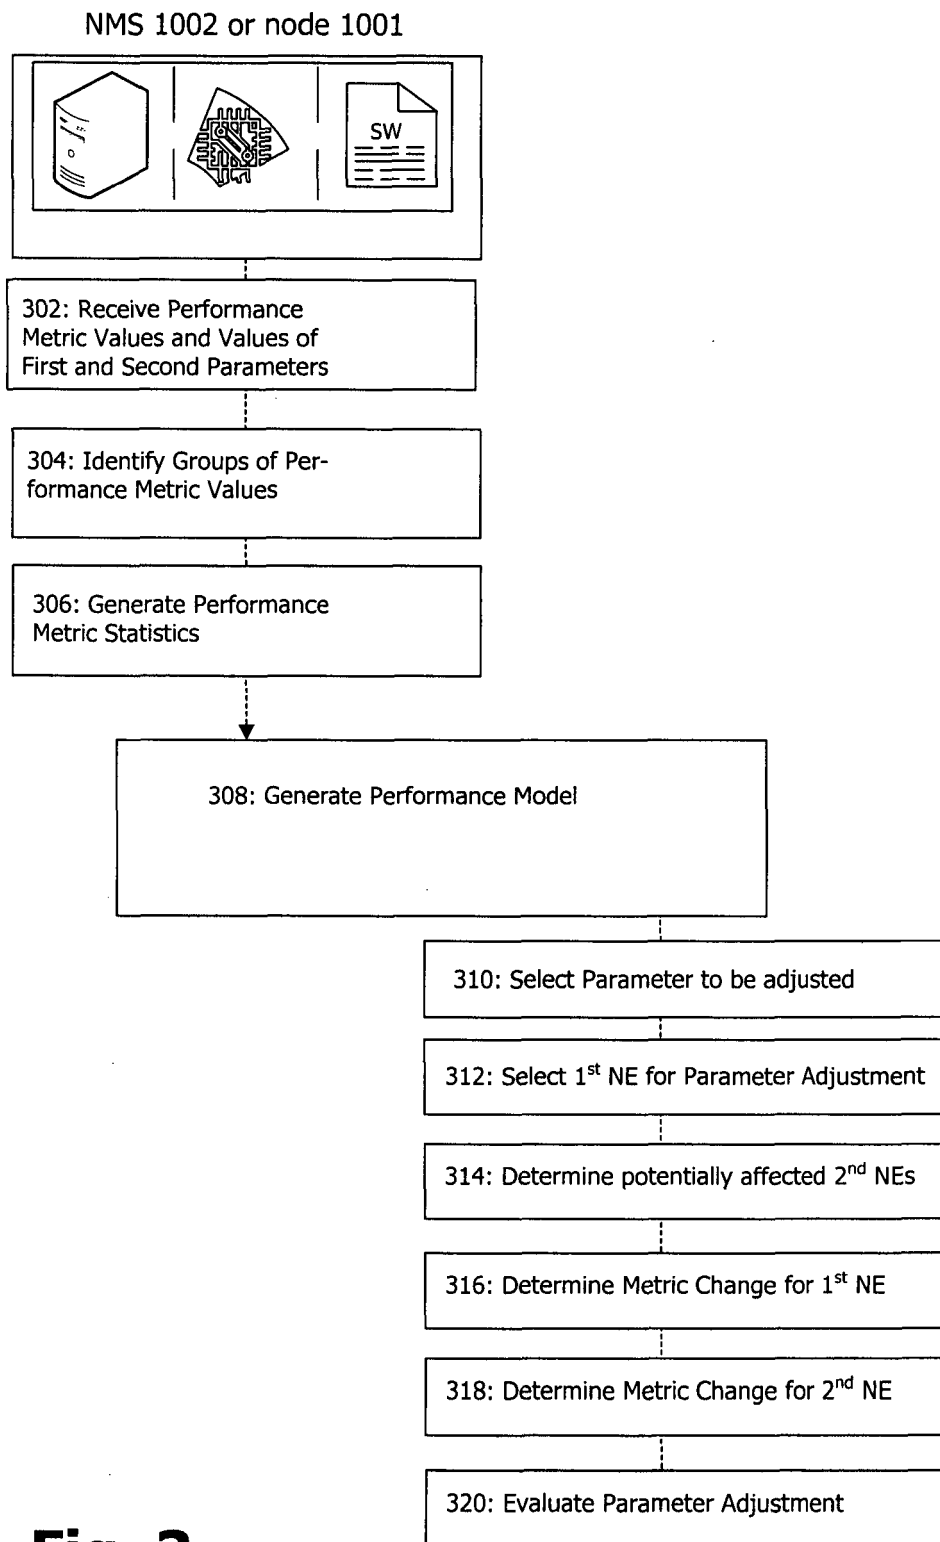 NMS 1002 or node 1001
SW
302: Receive Performance
Metric Values and Values of
First and Second Parameters
304: Identify Groups of Per-
formance Metric Values
306: Generate Performance
Metric Statistics
308: Generate Performance Model
310: Select Parameter to be adjusted
312: Select 1st NE for Parameter Adjustment
314: Determine potentially affected 2nd NEs
316: Determine Metric Change for 1st NE
318: Determine Metric Change for 2nd NE
320: Evaluate Parameter Adjustment
Fig.